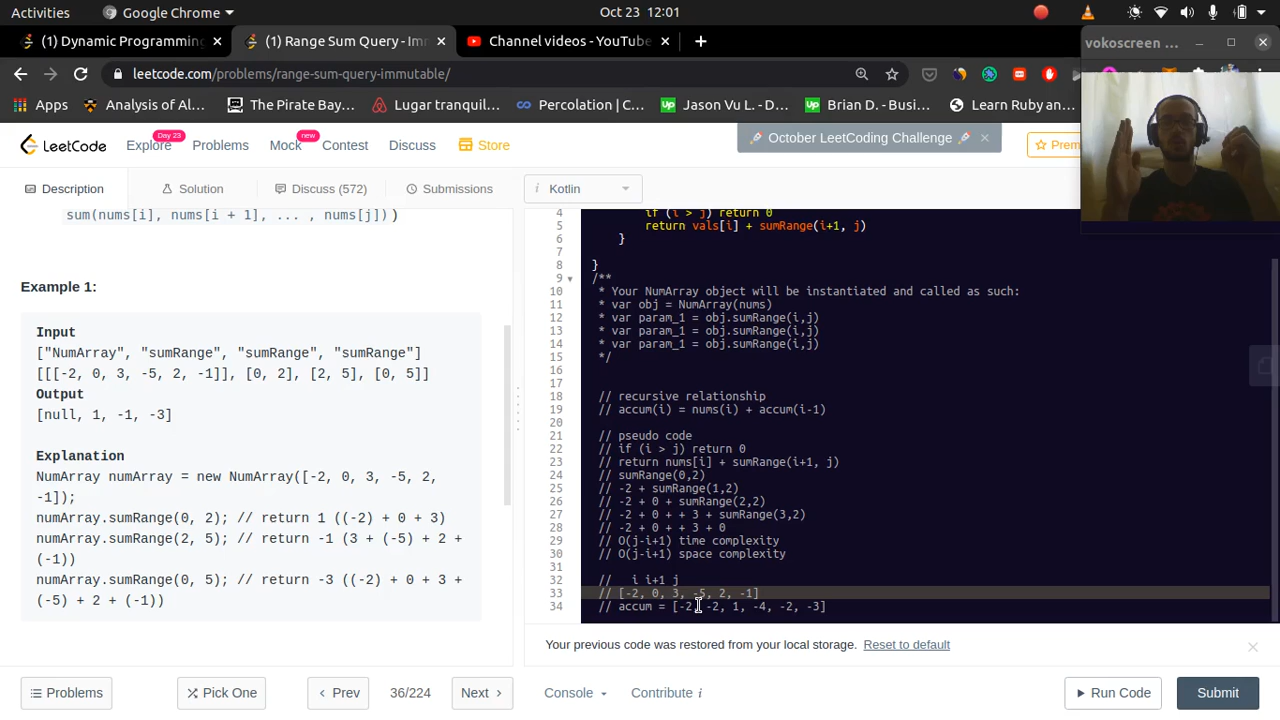 Activities
Google Chrome
Oct 23 12:01
(1) Dynamic Programming
(1) Range Sum Query - Im
Channel videos - YouTube
vokoscreen ...
leetcode.com/problems/range-sum-query-immutable/
Apps
Analysis of Al...
The Pirate Bay...
Lugar tranquil...
Percolation | C...
Jason Vu L. - D...
Brian D. - Busi...
Learn Ruby an...
LeetCode
Explore
Day 23
Problems
Mock
new
Contest
Discuss
Store
October LeetCoding Challenge
Prem
Description
Solution
Discuss (572)
Submissions
i Kotlin
sum(nums[i], nums[i + 1], ... , nums[j]))
Example 1:
Input
["NumArray", "sumRange", "sumRange", "sumRange"]
[[[-2, 0, 3, -5, 2, -1]], [0, 2], [2, 5], [0, 5]]
Output
[null, 1, -1, -3]
Explanation
NumArray numArray = new NumArray([-2, 0, 3, -5, 2,
-1]);
numArray.sumRange(0, 2); // return 1 ((-2) + 0 + 3)
numArray.sumRange(2, 5); // return -1 (3 + (-5) + 2 +
(-1))
numArray.sumRange(0, 5); // return -3 ((-2) + 0 + 3 +
(-5) + 2 + (-1))
4 if (i > j) return 0
5 return vals[i] + sumRange(i+1, j)
6 }
7
8 }
9 /**
10 * Your NumArray object will be instantiated and called as such:
11 * var obj = NumArray(nums)
12 * var param_1 = obj.sumRange(i,j)
13 * var param_1 = obj.sumRange(i,j)
14 * var param_1 = obj.sumRange(i,j)
15 */
16
17
18 // recursive relationship
19 // accum(i) = nums(i) + accum(i-1)
20
21 // pseudo code
22 // if (i > j) return 0
23 // return nums[i] + sumRange(i+1, j)
24 // sumRange(0,2)
25 // -2 + sumRange(1,2)
26 // -2 + 0 + sumRange(2,2)
27 // -2 + 0 + + 3 + sumRange(3,2)
28 // -2 + 0 + + 3 + 0
29 // O(j-i+1) time complexity
30 // O(j-i+1) space complexity
31
32 // i i+1 j
33 // [-2, 0, 3, -5, 2, -1]
34 // accum = [-2, -2, 1, -4, -2, -3]
Your previous code was restored from your local storage.
Reset to default
Problems
Pick One
Prev
36/224
Next
Console
Contribute i
Run Code
Submit